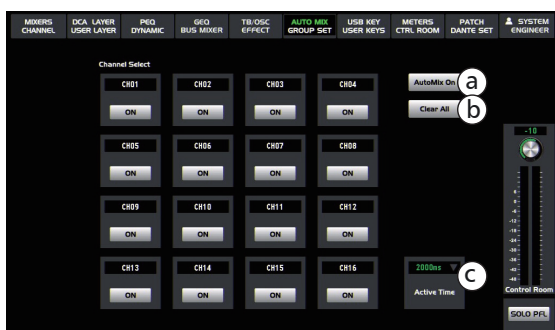 MIXERS DCA LAYER PEQ GEQ TB/OSC AUTO MIX USB KEY METERS PATCH SYSTEM
CHANNEL USER LAYER DYNAMIC BUS MIXER EFFECT GROUP SET USER KEYS CTRL ROOM DANTE SET ENGINEER
Channel Select
CH01 CH02 CH03 CH04
AutoMix On a
ON ON ON ON
Clear All b
-10
CH05 CH06 CH07 CH08
ON ON ON ON
CH09 CH10 CH11 CH12
ON ON ON ON
CH13 CH14 CH15 CH16
2000ms c
ON ON ON ON
Active Time
Control Room
SOLO PFL